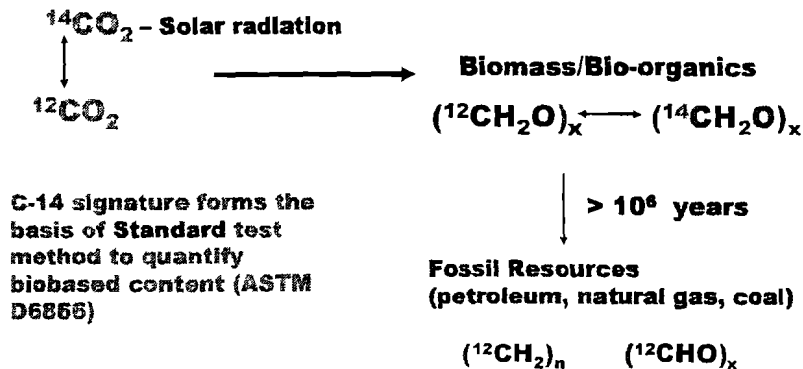 ¹⁴CO₂ – Solar radiation
¹²CO₂
Biomass/Bio-organics
(¹²CH₂O)ₓ (¹⁴CH₂O)ₓ
> 10⁶ years
C-14 signature forms the
basis of Standard test
method to quantify
biobased content (ASTM
D6866)
Fossil Resources
(petroleum, natural gas, coal)
(¹²CH₂)ₙ (¹²CHO)ₓ